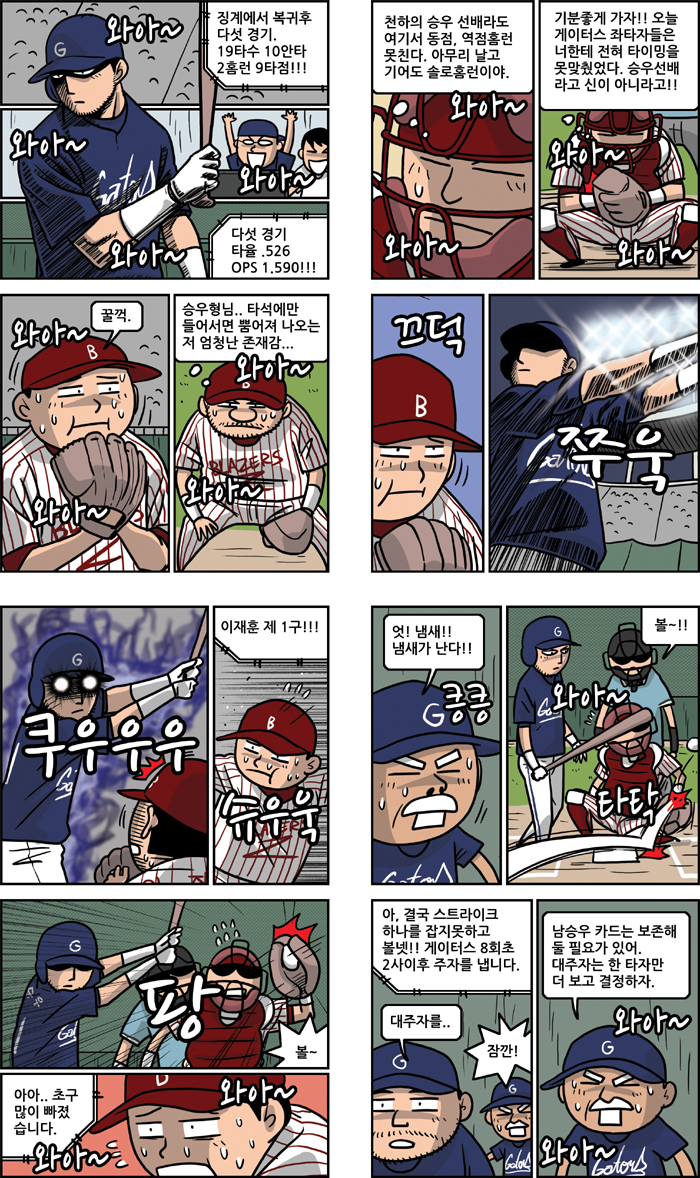 와아~
징계에서 복귀후
다섯 경기.
19타수 10안타
2홈런 9타점!!!
G
와아~
와아~
Gators
와아~
다섯 경기
타율 .526
OPS 1.590!!!
천하의 승우 선배라도
여기서 동점, 역점홈런
못친다. 아무리 날고
기어도 솔로홈런이야.
와아~
와아~
기분좋게 가자!! 오늘
게이터스 좌타자들은
너한테 전혀 타이밍을
못맞췄었다. 승우선배
라고 신이 아니라고!!
와아~
와아~
와아~
꿀꺽.
B
와아~
승우형님.. 타석에만
들어서면 뿜어져 나오는
저 엄청난 존재감...
와아~
BLAZERS
와아~
끄덕
B
쭈욱
G
쿠우우우
이재훈 제 1구!!!
B
슈우욱
엇! 냄새!!
냄새가 난다!!
킁킁
G
Gators
볼~!!
와아~
타탁
G
팡
볼~
아아.. 초구
많이 빠졌
습니다.
와아~
와아~
아, 결국 스트라이크
하나를 잡지못하고
볼넷!! 게이터스 8회초
2사이후 주자를 냅니다.
대주자를..
잠깐!
G
G
Gators
남승우 카드는 보존해
둘 필요가 있어.
대주자는 한 타자만
더 보고 결정하자.
와아~
G
와아~
Gators